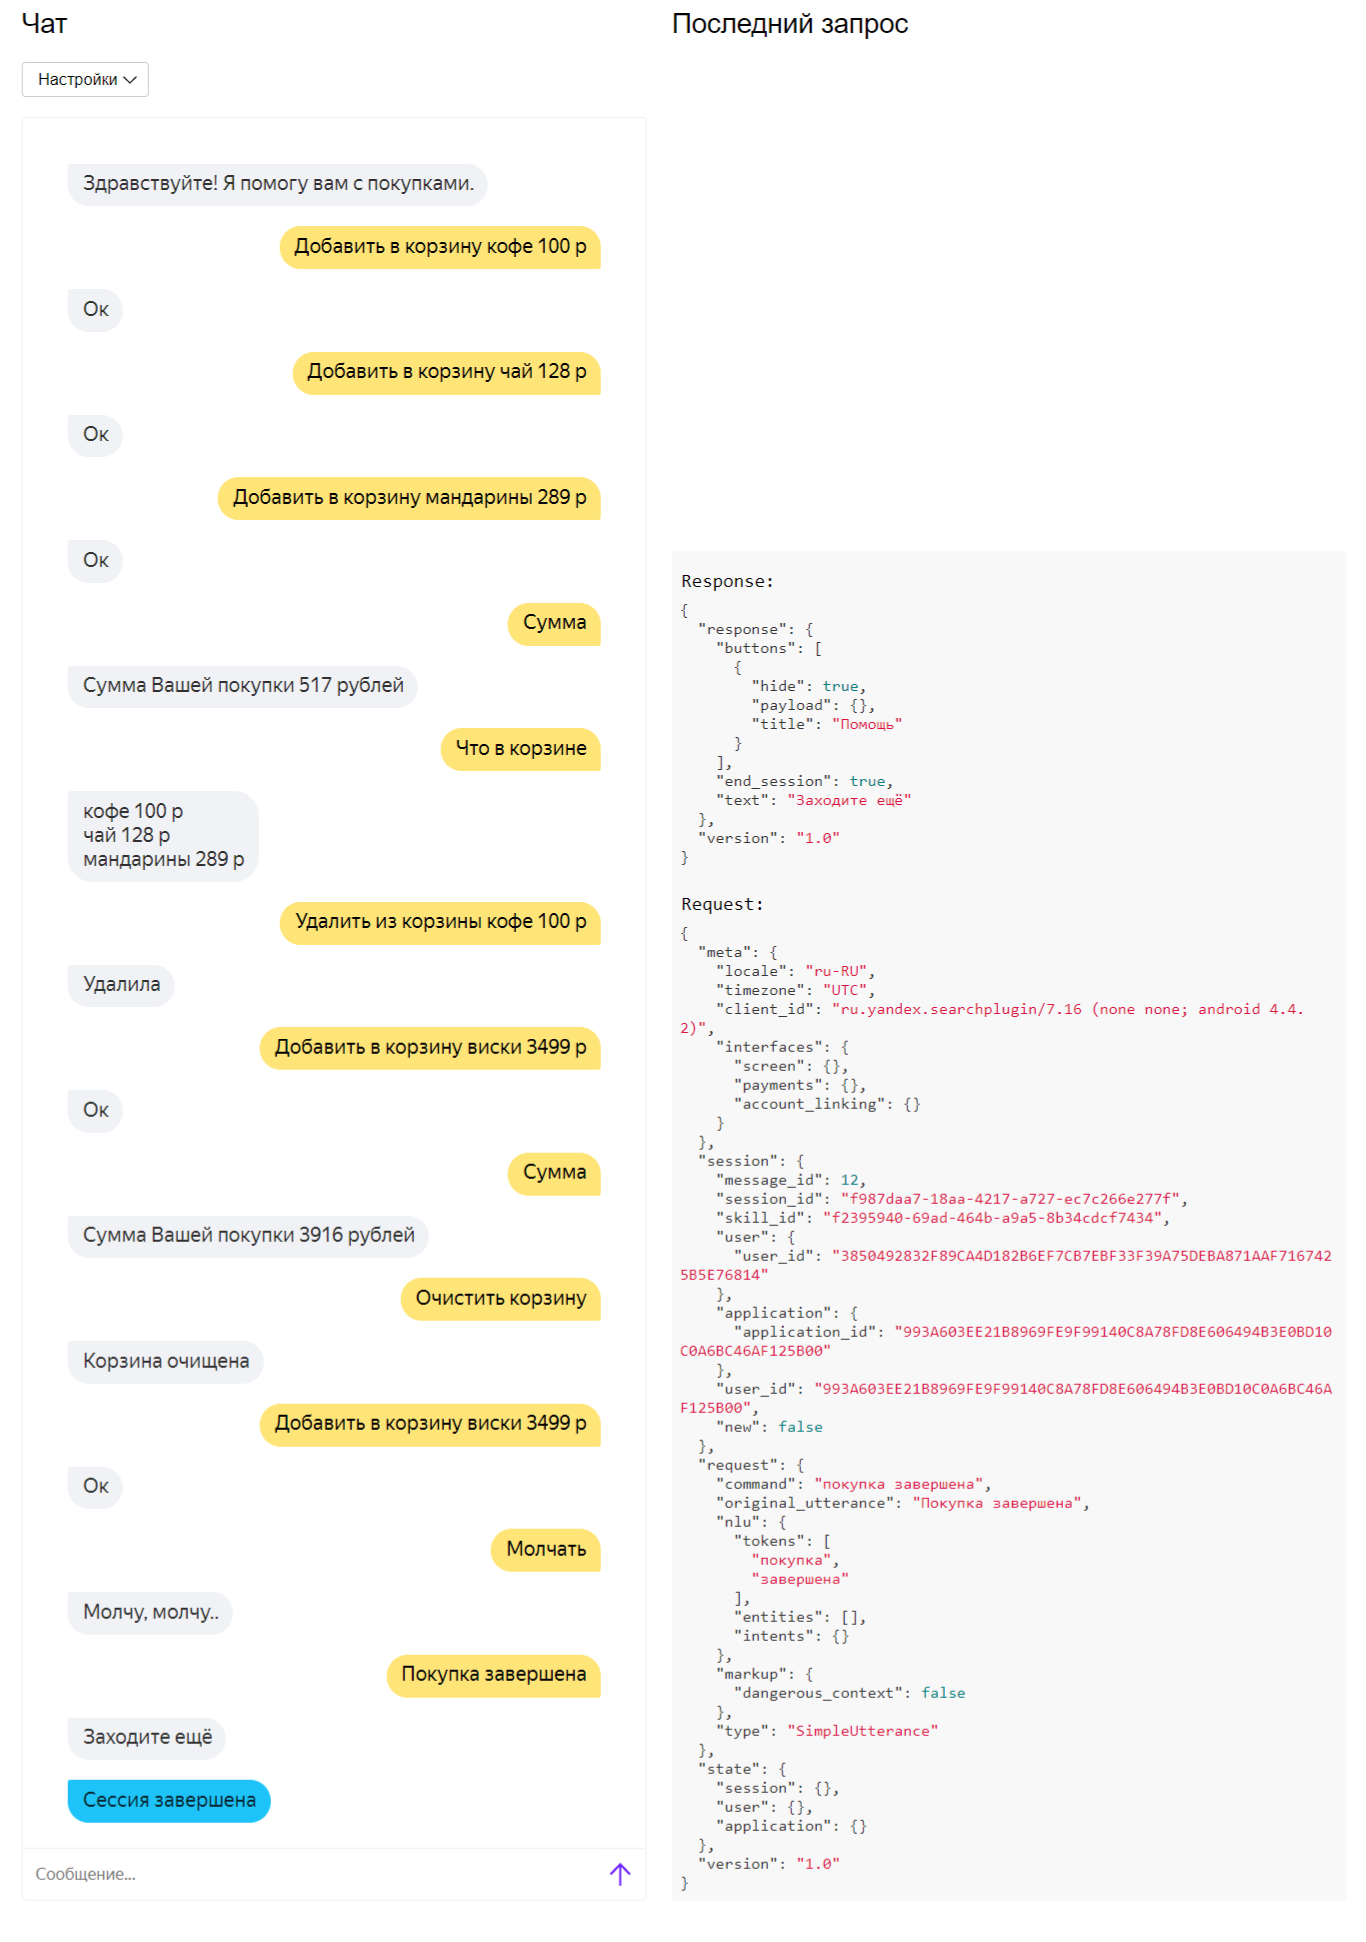 Чат
Настройки
Здравствуйте! Я помогу вам с покупками.
Добавить в корзину кофе 100 р
Ок
Добавить в корзину чай 128 р
Ок
Добавить в корзину мандарины 289 р
Ок
Сумма
Сумма Вашей покупки 517 рублей
Что в корзине
кофе 100 р
чай 128 р
мандарины 289 р
Удалить из корзины кофе 100 р
Удалила
Добавить в корзину виски 3499 р
Ок
Сумма
Сумма Вашей покупки 3916 рублей
Очистить корзину
Корзина очищена
Добавить в корзину виски 3499 р
Ок
Молчать
Молчу, молчу..
Покупка завершена
Заходите ещё
Сессия завершена
Сообщение...
Последний запрос
Response:
{
"response": {
"buttons": [
{
"hide": true,
"payload": {},
"title": "Помощь"
}
],
"end_session": true,
"text": "Заходите ещё"
},
"version": "1.0"
}
Request:
{
"meta": {
"locale": "ru-RU",
"timezone": "UTC",
"client_id": "ru.yandex.searchplugin/7.16 (none none; android 4.4.
2)",
"interfaces": {
"screen": {},
"payments": {},
"account_linking": {}
}
},
"session": {
"message_id": 12,
"session_id": "f987daa7-18aa-4217-a727-ec7c266e277f",
"skill_id": "f2395940-69ad-464b-a9a5-8b34cdcf7434",
"user": {
"user_id": "3850492832F89CA4D182B6EF7CB7EBF33F39A75DEBA871AAF716742
5B5E76814"
},
"application": {
"application_id": "993A603EE21B8969FE9F99140C8A78FD8E606494B3E0BD10
C0A6BC46AF125B00"
},
"user_id": "993A603EE21B8969FE9F99140C8A78FD8E606494B3E0BD10C0A6BC46A
F125B00",
"new": false
},
"request": {
"command": "покупка завершена",
"original_utterance": "Покупка завершена",
"nlu": {
"tokens": [
"покупка",
"завершена"
],
"entities": [],
"intents": {}
},
"markup": {
"dangerous_context": false
},
"type": "SimpleUtterance"
},
"state": {
"session": {},
"user": {},
"application": {}
},
"version": "1.0"
}